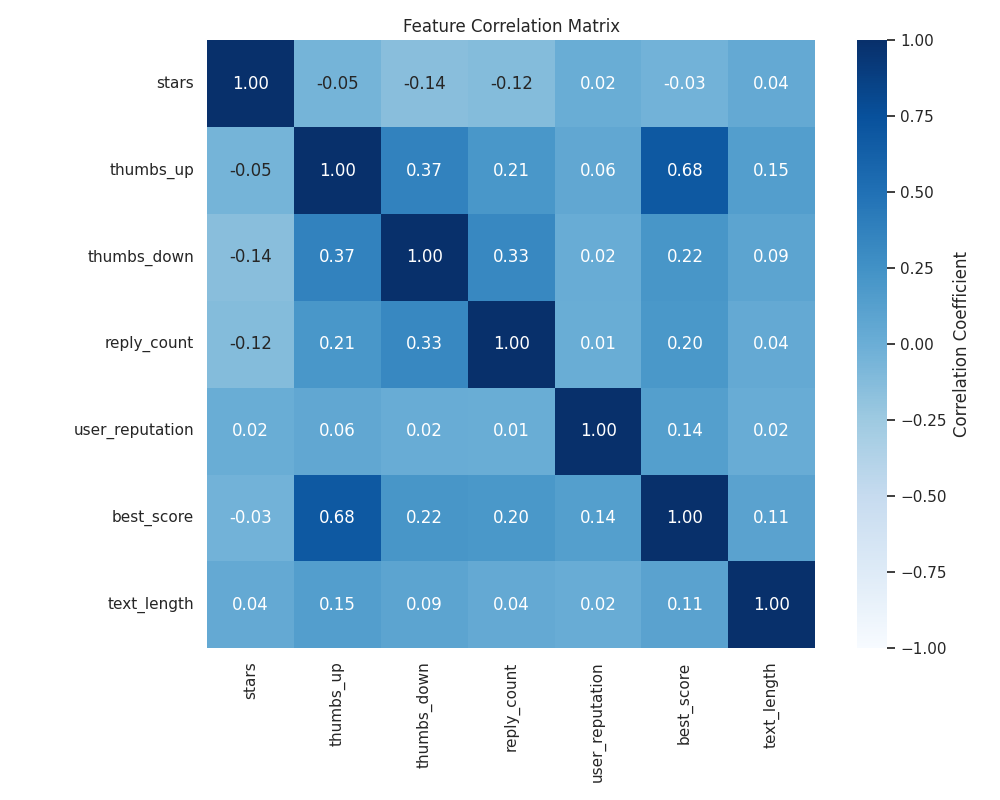 Feature Correlation Matrix
stars 1.00 -0.05 -0.14 -0.12 0.02 -0.03 0.04
thumbs_up -0.05 1.00 0.37 0.21 0.06 0.68 0.15
thumbs_down -0.14 0.37 1.00 0.33 0.02 0.22 0.09
reply_count -0.12 0.21 0.33 1.00 0.01 0.20 0.04
user_reputation 0.02 0.06 0.02 0.01 1.00 0.14 0.02
best_score -0.03 0.68 0.22 0.20 0.14 1.00 0.11
text_length 0.04 0.15 0.09 0.04 0.02 0.11 1.00
stars
thumbs_up
thumbs_down
reply_count
user_reputation
best_score
text_length
1.00
0.75
0.50
0.25
0.00
−0.25
−0.50
−0.75
−1.00
Correlation Coefficient